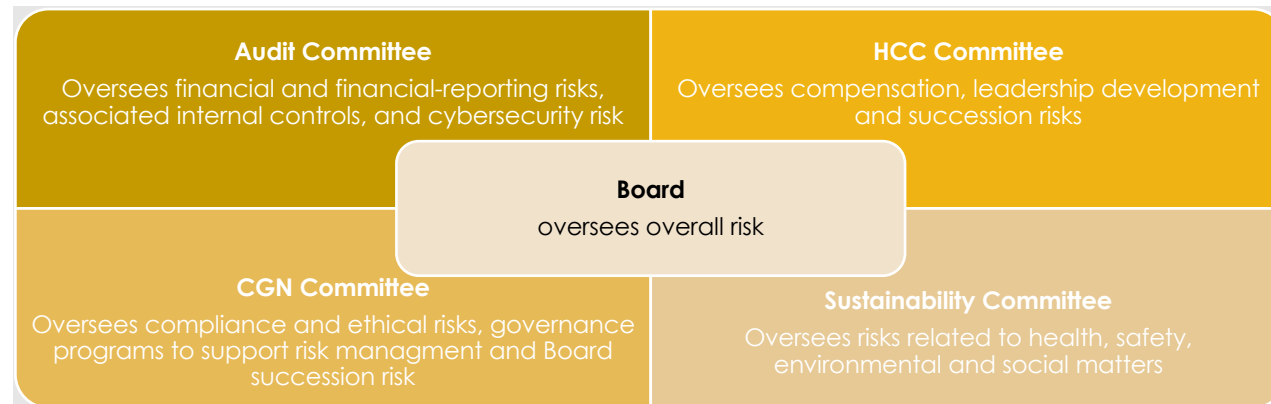 Audit Committee
Oversees financial and financial-reporting risks,
associated internal controls, and cybersecurity risk
HCC Committee
Oversees compensation, leadership development
and succession risks
Board
oversees overall risk
CGN Committee
Oversees compliance and ethical risks, governance
programs to support risk managment and Board
succession risk
Sustainability Committee
Oversees risks related to health, safety,
environmental and social matters